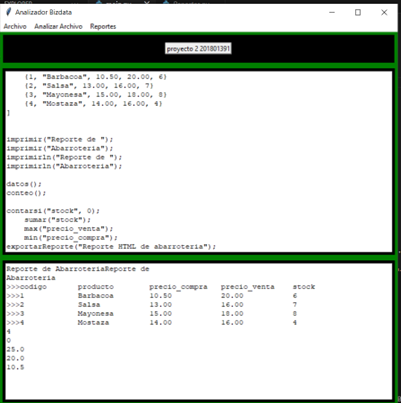 Analizador Bizdata
Archivo Analizar Archivo Reportes
proyecto 2 201801391
{1, "Barbacoa", 10.50, 20.00, 6}
{2, "Salsa", 13.00, 16.00, 7}
{3, "Mayonesa", 15.00, 18.00, 8}
{4, "Mostaza", 14.00, 16.00, 4}
]
imprimir("Reporte de ");
imprimir("Abarroteria");
imprimirln("Reporte de ");
imprimirln("Abarroteria");
datos();
conteo();
contarsi("stock", 0);
sumar("stock");
max("precio_venta");
min("precio_compra");
exportarReporte("Reporte HTML de abarroteria");
Reporte de AbarroteriaReporte de
Abarroteria
>>>codigo producto precio_compra precio_venta stock
>>>1 Barbacoa 10.50 20.00 6
>>>2 Salsa 13.00 16.00 7
>>>3 Mayonesa 15.00 18.00 8
>>>4 Mostaza 14.00 16.00 4
4
0
25.0
20.0
10.5